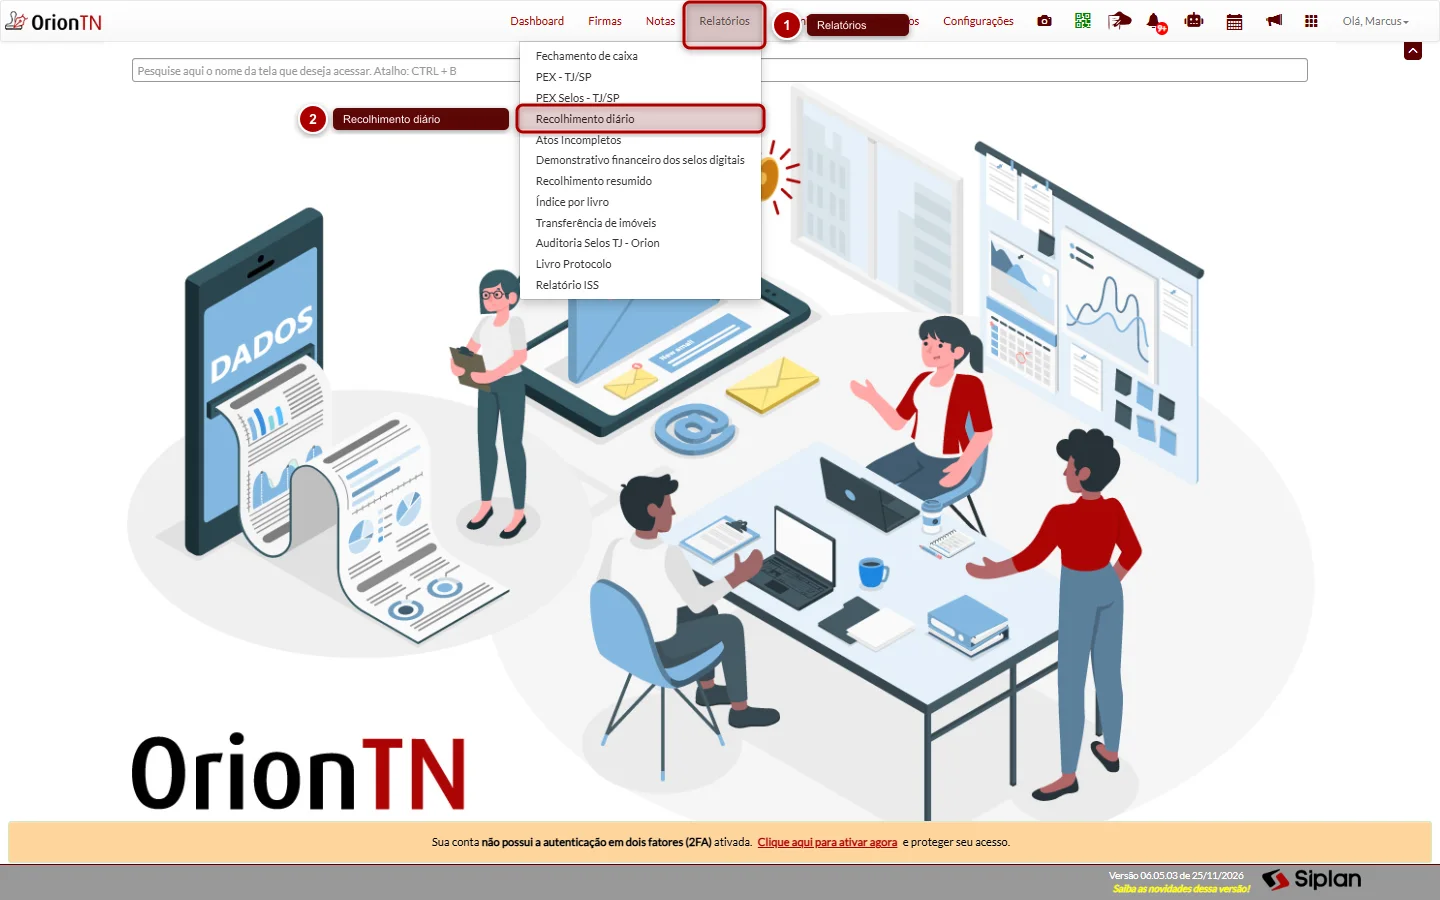 OrionTN
Dashboard
Firmas
Notas
Relatórios
1
Relatórios
os
Configurações
9+
Olá, Marcus
Pesquise aqui o nome da tela que deseja acessar. Atalho: CTRL + B
Fechamento de caixa
PEX - TJ/SP
PEX Selos - TJ/SP
2
Recolhimento diário
Recolhimento diário
Atos Incompletos
Demonstrativo financeiro dos selos digitais
Recolhimento resumido
Índice por livro
Transferência de imóveis
Auditoria Selos TJ - Orion
Livro Protocolo
Relatório ISS
DADOS
New email
@
OrionTN
Sua conta não possui a autenticação em dois fatores (2FA) ativada. Clique aqui para ativar agora e proteger seu acesso.
Versão 06.05.03 de 25/11/2026
Saiba as novidades dessa versão!
Siplan